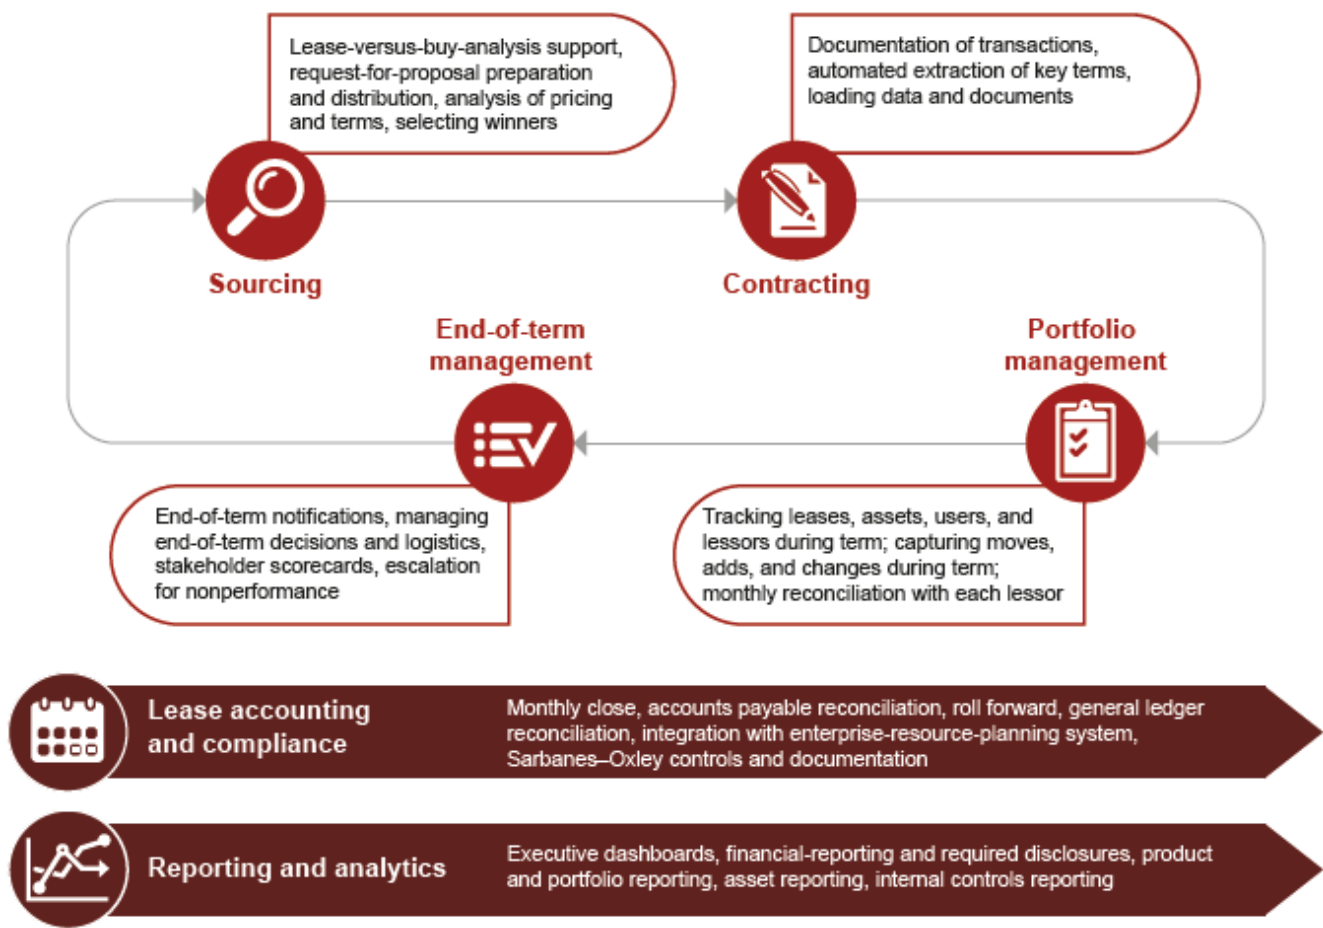 Lease-versus-buy-analysis support,
request-for-proposal preparation
and distribution, analysis of pricing
and terms, selecting winners
Documentation of transactions,
automated extraction of key terms,
loading data and documents
Sourcing
Contracting
End-of-term
management
Portfolio
management
End-of-term notifications, managing
end-of-term decisions and logistics,
stakeholder scorecards, escalation
for nonperformance
Tracking leases, assets, users, and
lessors during term; capturing moves,
adds, and changes during term;
monthly reconciliation with each lessor
Lease accounting
and compliance
Monthly close, accounts payable reconciliation, roll forward, general ledger
reconciliation, integration with enterprise-resource-planning system,
Sarbanes–Oxley controls and documentation
Reporting and analytics
Executive dashboards, financial-reporting and required disclosures, product
and portfolio reporting, asset reporting, internal controls reporting